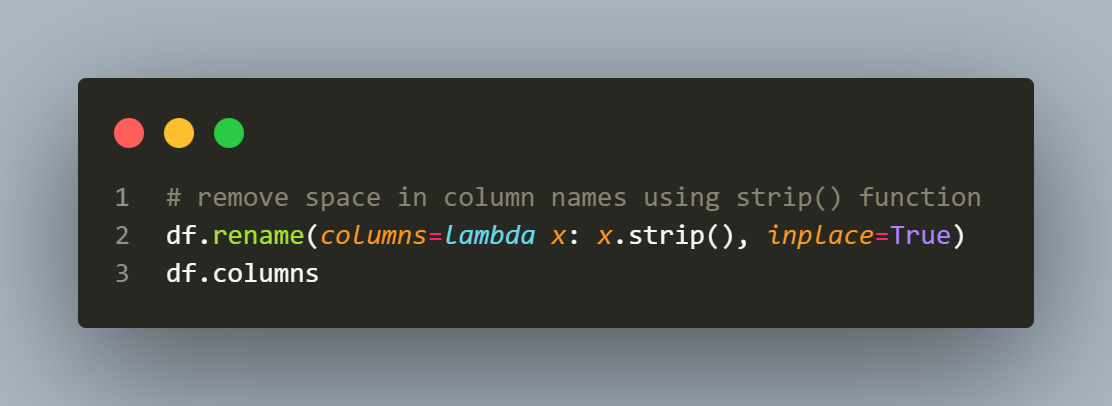 1 # remove space in column names using strip() function
2 df.rename(columns=lambda x: x.strip(), inplace=True)
3 df.columns